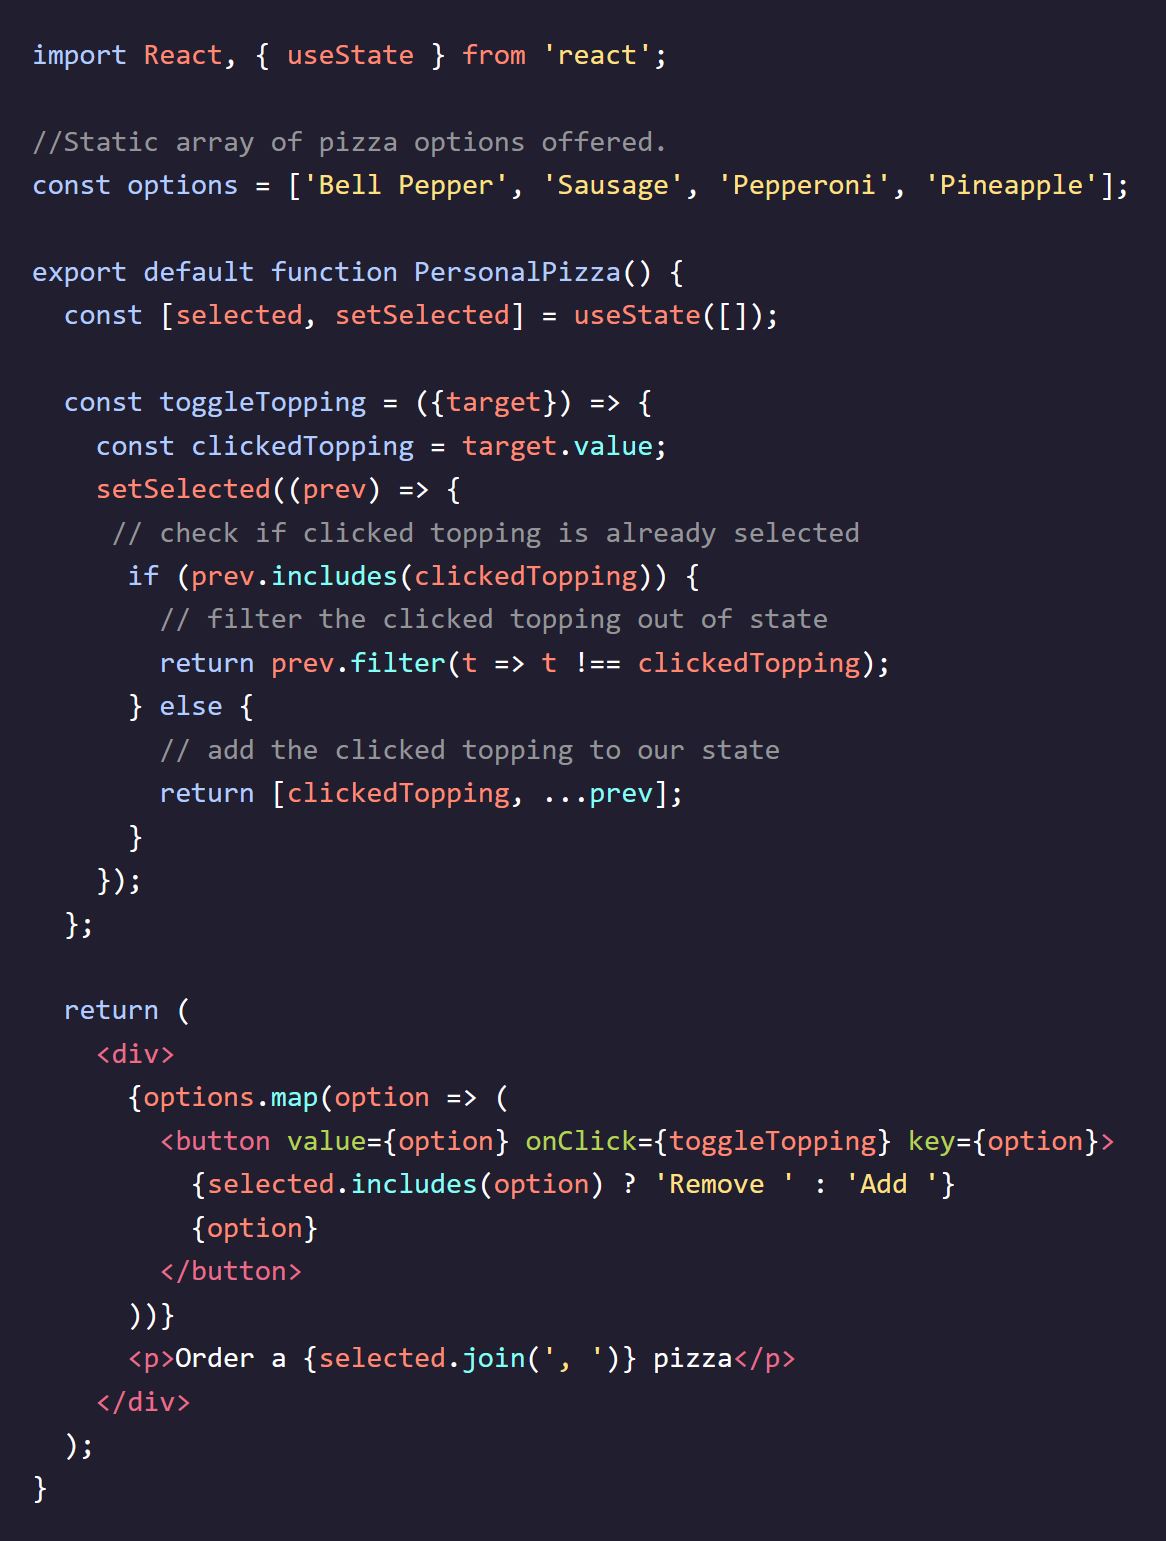 import React, { useState } from 'react';

//Static array of pizza options offered.
const options = ['Bell Pepper', 'Sausage', 'Pepperoni', 'Pineapple'];

export default function PersonalPizza() {
  const [selected, setSelected] = useState([]);

  const toggleTopping = ({target}) => {
    const clickedTopping = target.value;
    setSelected((prev) => {
     // check if clicked topping is already selected
      if (prev.includes(clickedTopping)) {
        // filter the clicked topping out of state
        return prev.filter(t => t !== clickedTopping);
      } else {
        // add the clicked topping to our state
        return [clickedTopping, ...prev];
      }
    });
  };

  return (
    <div>
      {options.map(option => (
        <button value={option} onClick={toggleTopping} key={option}>
          {selected.includes(option) ? 'Remove ' : 'Add '}
          {option}
        </button>
      ))}
      <p>Order a {selected.join(', ')} pizza</p>
    </div>
  );
}